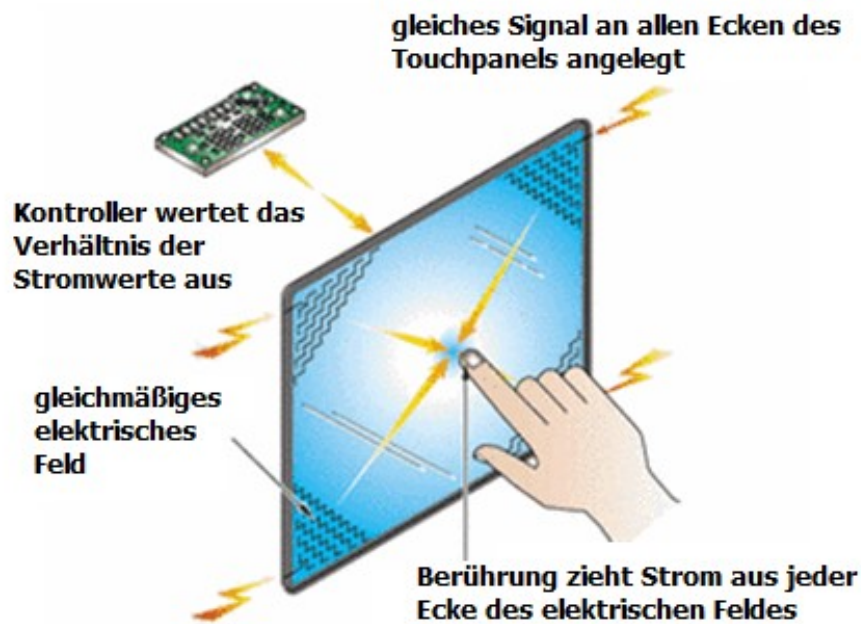 gleiches Signal an allen Ecken des
Touchpanels angelegt
Kontroller wertet das
Verhältnis der
Stromwerte aus
gleichmäßiges
elektrisches
Feld
Berührung zieht Strom aus jeder
Ecke des elektrischen Feldes